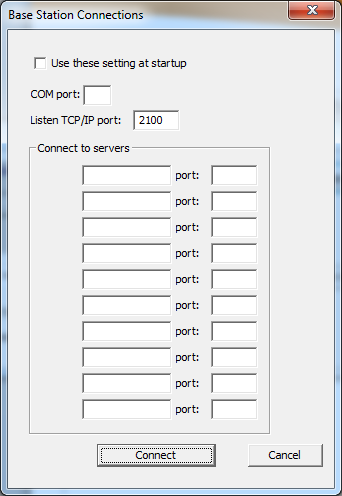 Base Station Connections
Use these setting at startup
COM port:
Listen TCP/IP port: 2100
Connect to servers
port:
port:
port:
port:
port:
port:
port:
port:
port:
port:
Connect Cancel